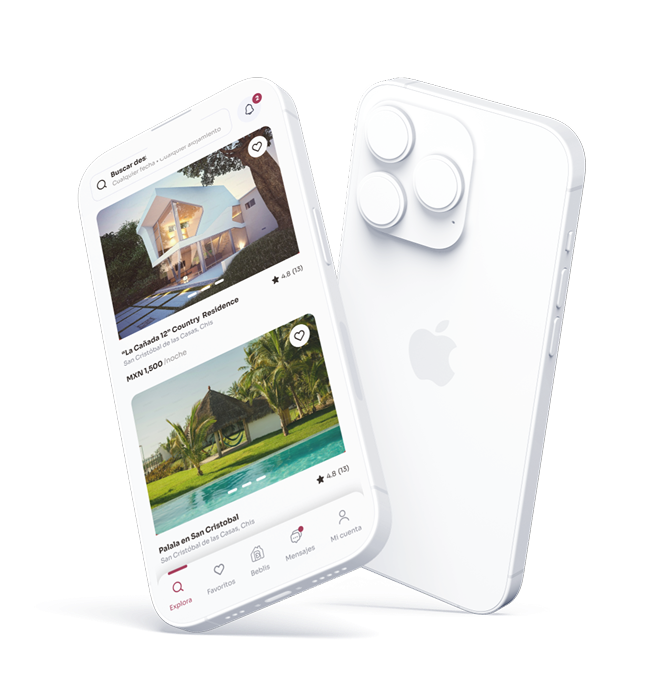 2
Buscar des
Cualquier fecha • Cualquier alojamiento
4.8 (13)
"La Cañada 12" Country Residence
San Cristóbal de las Casas, Chis
MXN 1,500 /noche
4.8 (13)
Palala en San Cristobal
San Cristóbal de las Casas, Chis
Explora
Favoritos
Beblis
Mensajes
Mi cuenta